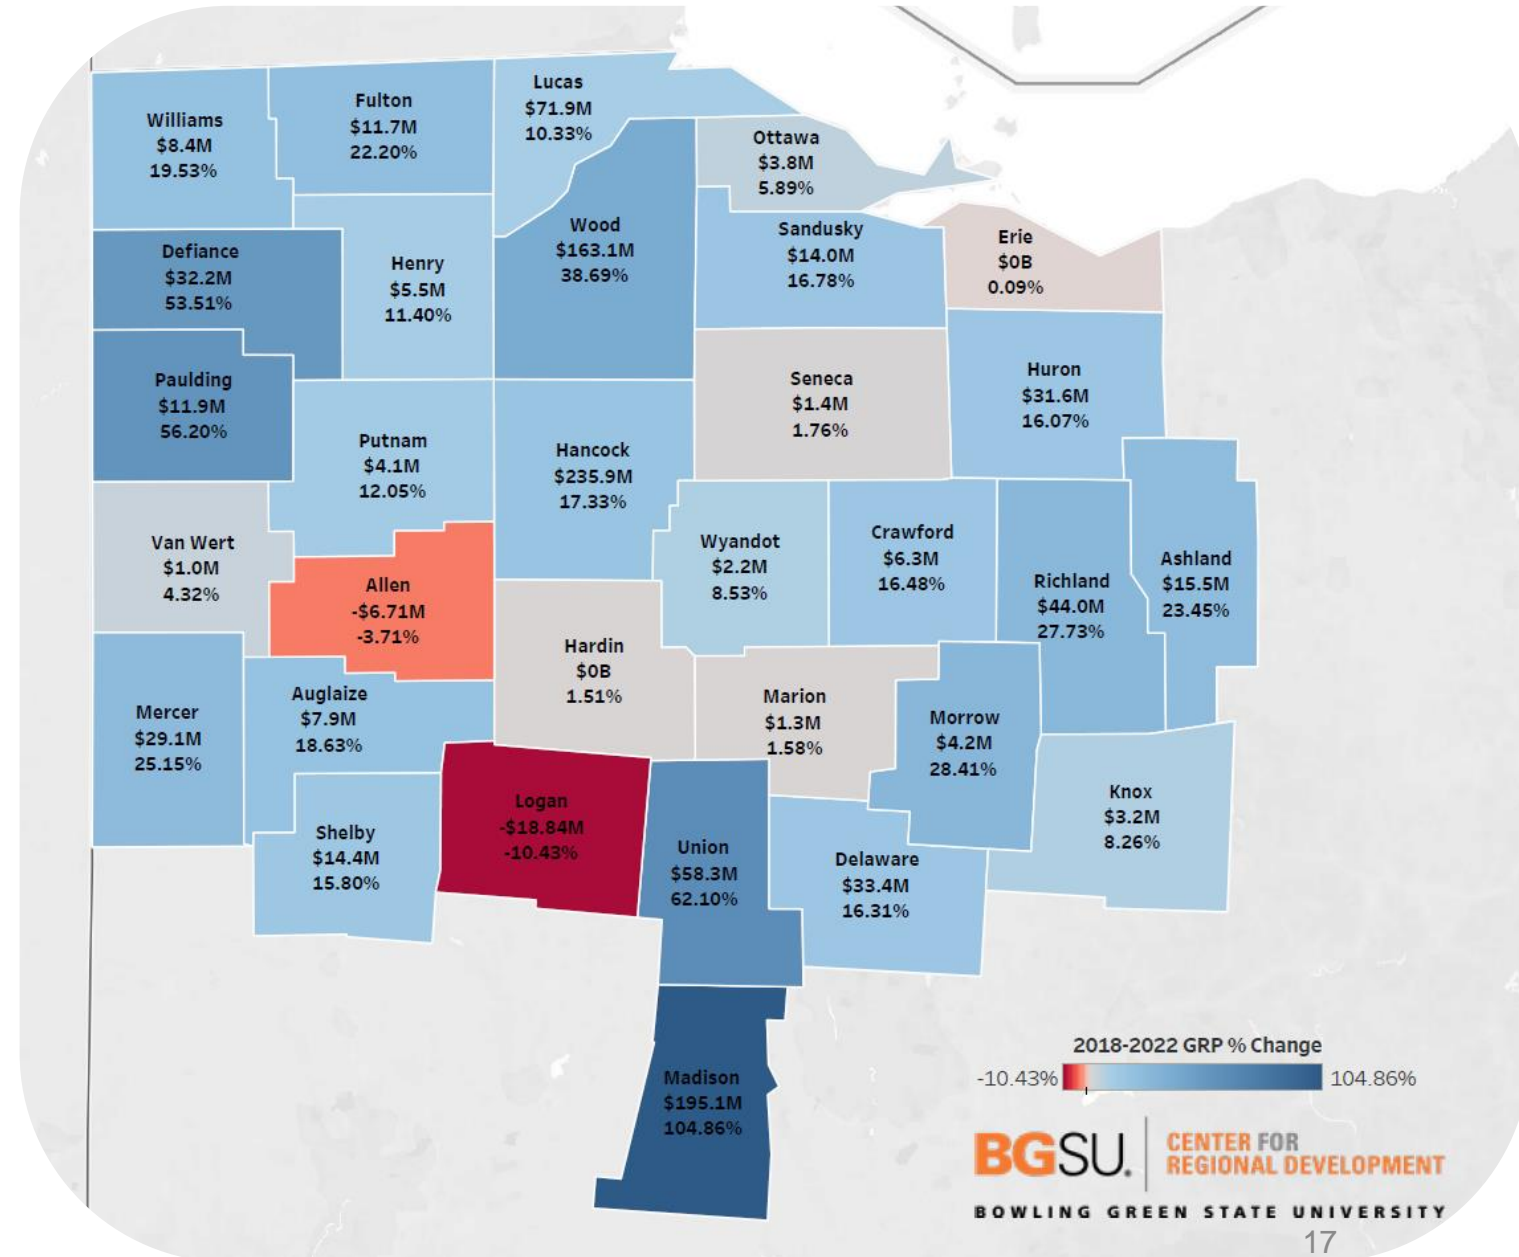 Williams
$8.4M
19.53%
Fulton
$11.7M
22.20%
Lucas
$71.9M
10.33%
Ottawa
$3.8M
5.89%
Defiance
$32.2M
53.51%
Henry
$5.5M
11.40%
Wood
$163.1M
38.69%
Sandusky
$14.0M
16.78%
Erie
$0B
0.09%
Paulding
$11.9M
56.20%
Putnam
$4.1M
12.05%
Hancock
$235.9M
17.33%
Seneca
$1.4M
1.76%
Huron
$31.6M
16.07%
Van Wert
$1.0M
4.32%
Allen
-$6.71M
-3.71%
Wyandot
$2.2M
8.53%
Crawford
$6.3M
16.48%
Richland
$44.0M
27.73%
Ashland
$15.5M
23.45%
Mercer
$29.1M
25.15%
Auglaize
$7.9M
18.63%
Hardin
$0B
1.51%
Marion
$1.3M
1.58%
Morrow
$4.2M
28.41%
Knox
$3.2M
8.26%
Shelby
$14.4M
15.80%
Logan
-$18.84M
-10.43%
Union
$58.3M
62.10%
Delaware
$33.4M
16.31%
Madison
$195.1M
104.86%
2018-2022 GRP % Change
-10.43% 104.86%
BGSU.
CENTER FOR
REGIONAL DEVELOPMENT
BOWLING GREEN STATE UNIVERSITY
17